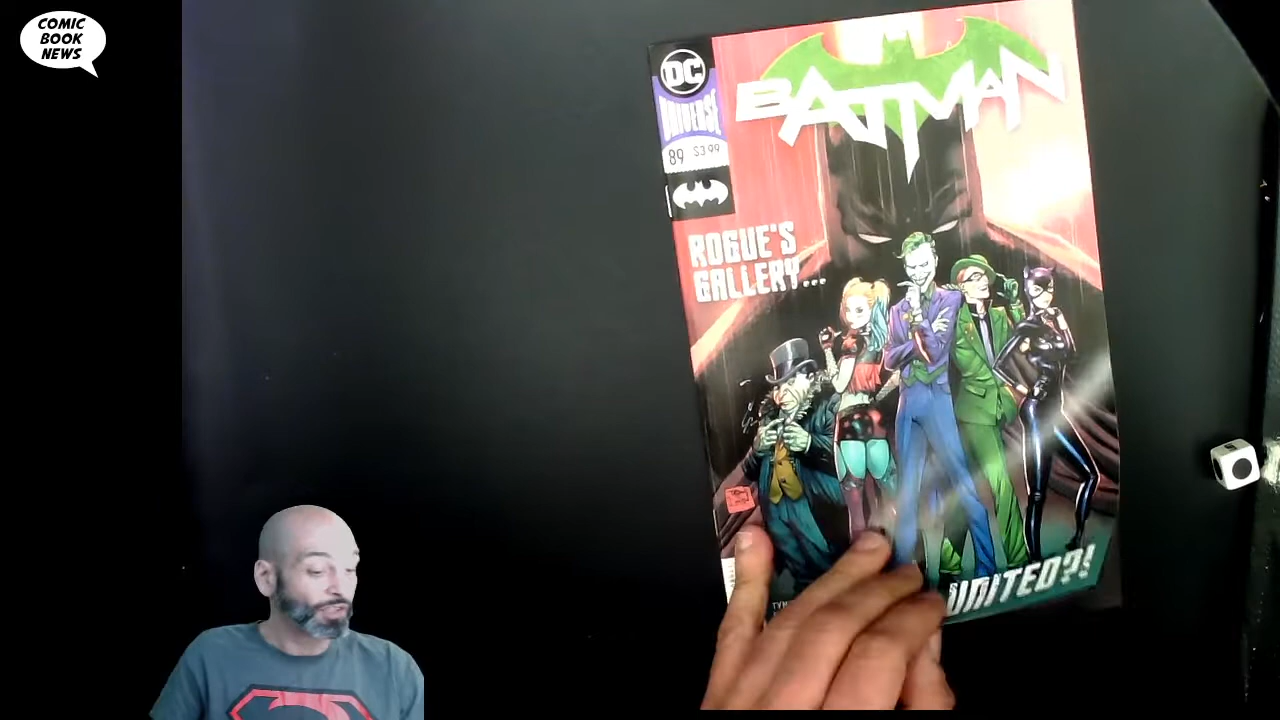 COMIC
BOOK
NEWS
DC
UNIVERSE
89 $3.99
BATMAN
ROGUE'S
GALLERY...
UNITED?!